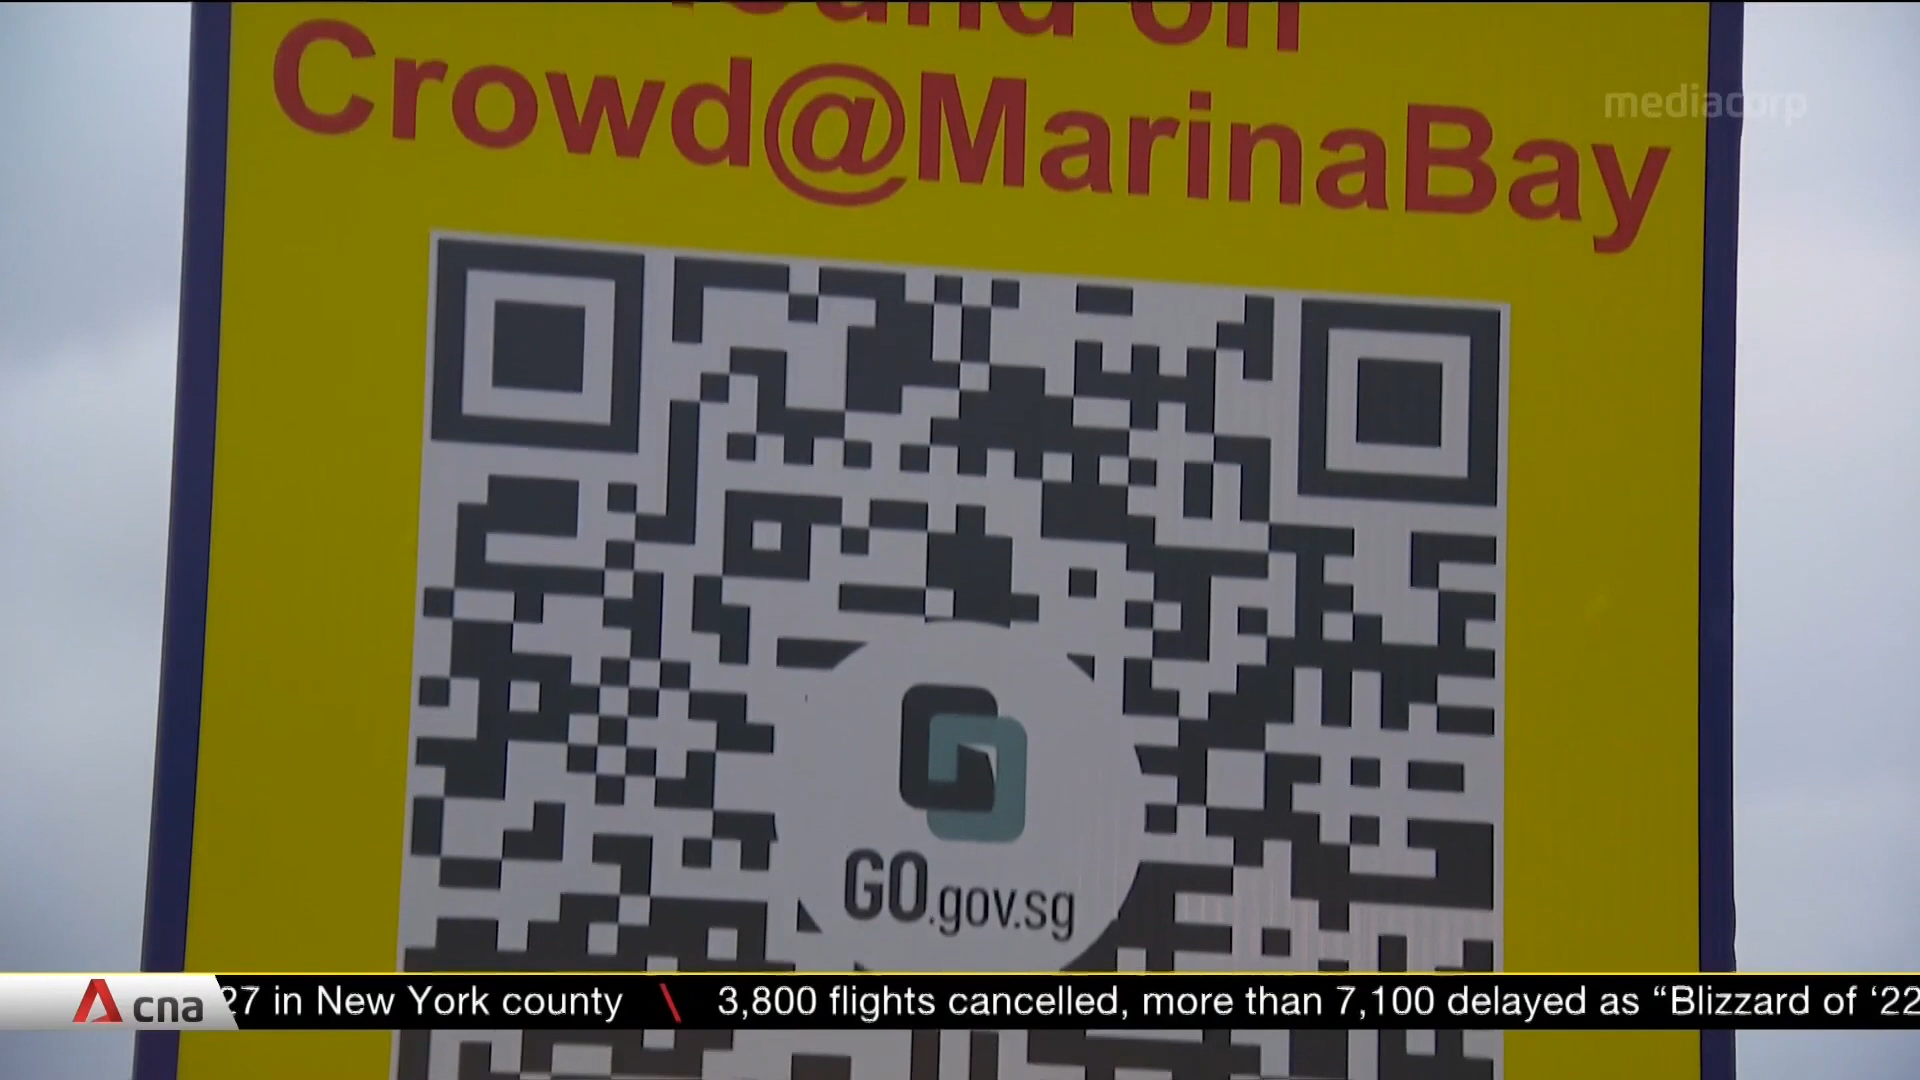 on
Crowd@MarinaBay
mediacorp
GO.gov.sg
cna
27 in New York county \ 3,800 flights cancelled, more than 7,100 delayed as “Blizzard of ‘22